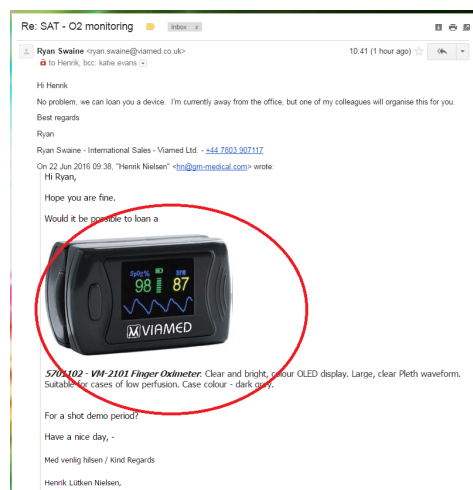 Re: SAT - O2 monitoring
Inbox x
Ryan Swaine <ryan.swaine@viamed.co.uk>
10:41 (1 hour ago)
to Henrik, bcc: katie.evans
Hi Henrik
No problem, we can loan you a device. I'm currently away from the office, but one of my colleagues will organise this for you.
Best regards
Ryan
Ryan Swaine - International Sales - Viamed Ltd. - +44 7803 907117
On 22 Jun 2016 09:38, "Henrik Nielsen" <hn@gm-medical.com> wrote:
Hi Ryan,
Hope you are fine.
Would it be possible to loan a
SpO2% BPM
98 87
VIAMED
5701102 - VM-2101 Finger Oximeter. Clear and bright, colour OLED display. Large, clear Pleth waveform.
Suitable for cases of low perfusion. Case colour - dark grey.
For a shot demo period?
Have a nice day, -
Med venlig hilsen / Kind Regards
Henrik Lütken Nielsen,